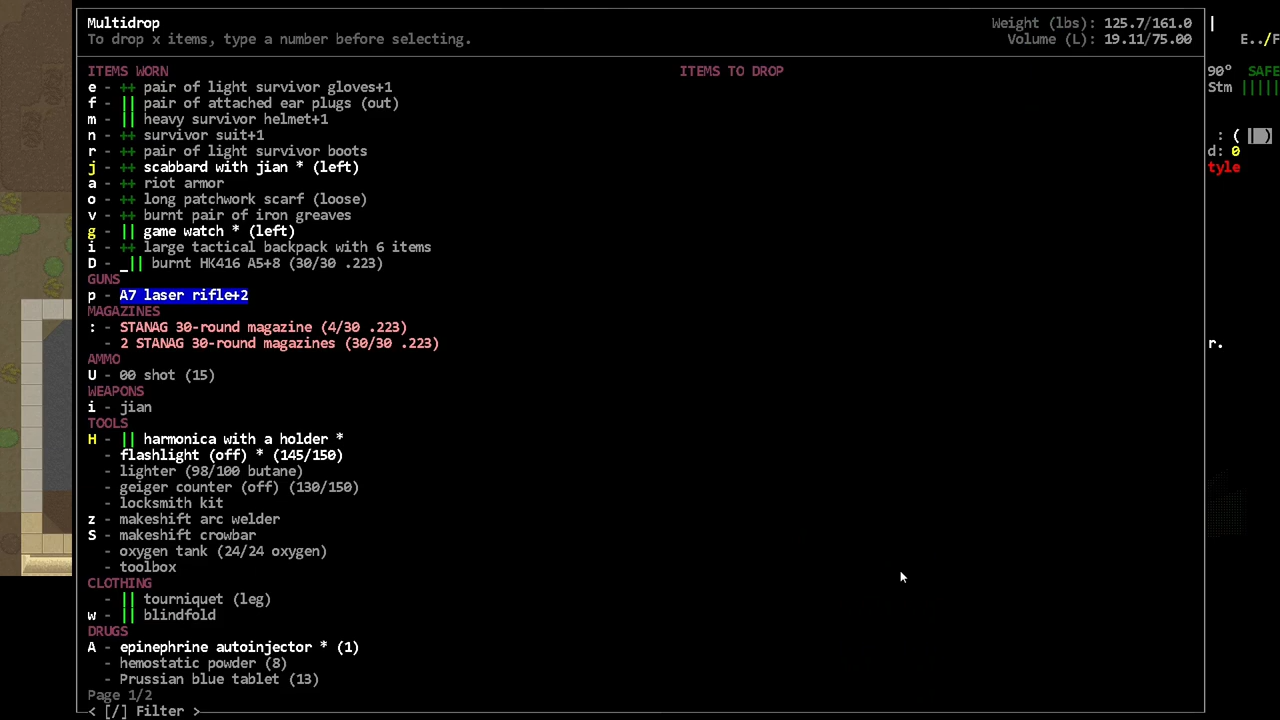 Multidrop
Weight (lbs): 125.7/161.0
To drop x items, type a number before selecting.
Volume (L): 19.11/75.00
E../F
ITEMS WORN
ITEMS TO DROP
90° SAFE
e - ++ pair of light survivor gloves+1
Stm |||||
f - || pair of attached ear plugs (out)
m - || heavy survivor helmet+1
n - ++ survivor suit+1
: ( | )
r - ++ pair of light survivor boots
d: 0
j - ++ scabbard with jian * (left)
tyle
a - ++ riot armor
o - ++ long patchwork scarf (loose)
v - ++ burnt pair of iron greaves
g - || game watch * (left)
i - ++ large tactical backpack with 6 items
D - _|| burnt HK416 A5+8 (30/30 .223)
GUNS
p - A7 laser rifle+2
MAGAZINES
: - STANAG 30-round magazine (4/30 .223)
- 2 STANAG 30-round magazines (30/30 .223)
r.
AMMO
U - 00 shot (15)
WEAPONS
i - jian
TOOLS
H - || harmonica with a holder *
- flashlight (off) * (145/150)
- lighter (98/100 butane)
- geiger counter (off) (130/150)
- locksmith kit
z - makeshift arc welder
S - makeshift crowbar
- oxygen tank (24/24 oxygen)
- toolbox
CLOTHING
- || tourniquet (leg)
w - || blindfold
DRUGS
A - epinephrine autoinjector * (1)
- hemostatic powder (8)
- Prussian blue tablet (13)
Page 1/2
< [/] Filter >